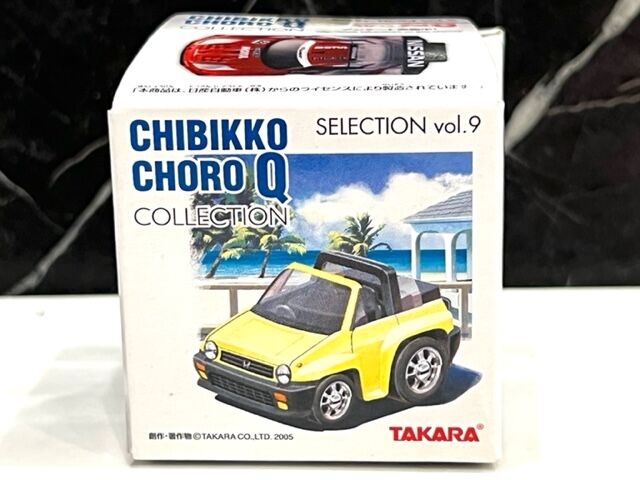 COLLECTION
NISSAN
「本商品は、日産自動車(株)からのライセンスにより製造されています
CHIBIKKO
CHORO Q
COLLECTION
SELECTION vol.9
創作・著作物 ©TAKARA CO.,LTD. 2005
TAKARA®